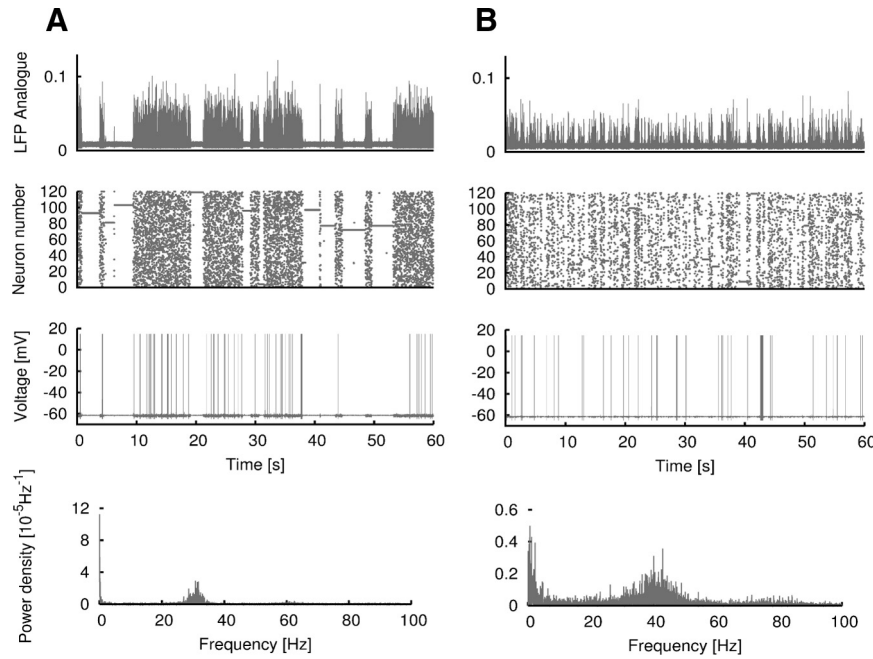 A B
LFP Analogue
0.1
0
0.1
0
Neuron number
120
100
80
60
40
20
0
120
100
80
60
40
20
0
Voltage [mV]
20
0
-20
-40
-60
0 10 20 30 40 50 60
Time [s]
20
0
-20
-40
-60
0 10 20 30 40 50 60
Time [s]
Power density [10⁻⁵Hz⁻¹]
12
8
4
0
0 20 40 60 80 100
Frequency [Hz]
0.6
0.4
0.2
0
0 20 40 60 80 100
Frequency [Hz]